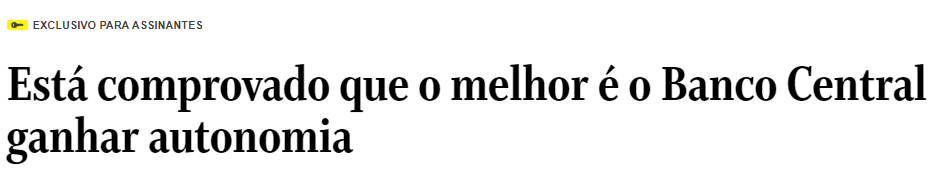 EXCLUSIVO PARA ASSINANTES
Está comprovado que o melhor é o Banco Central
ganhar autonomia